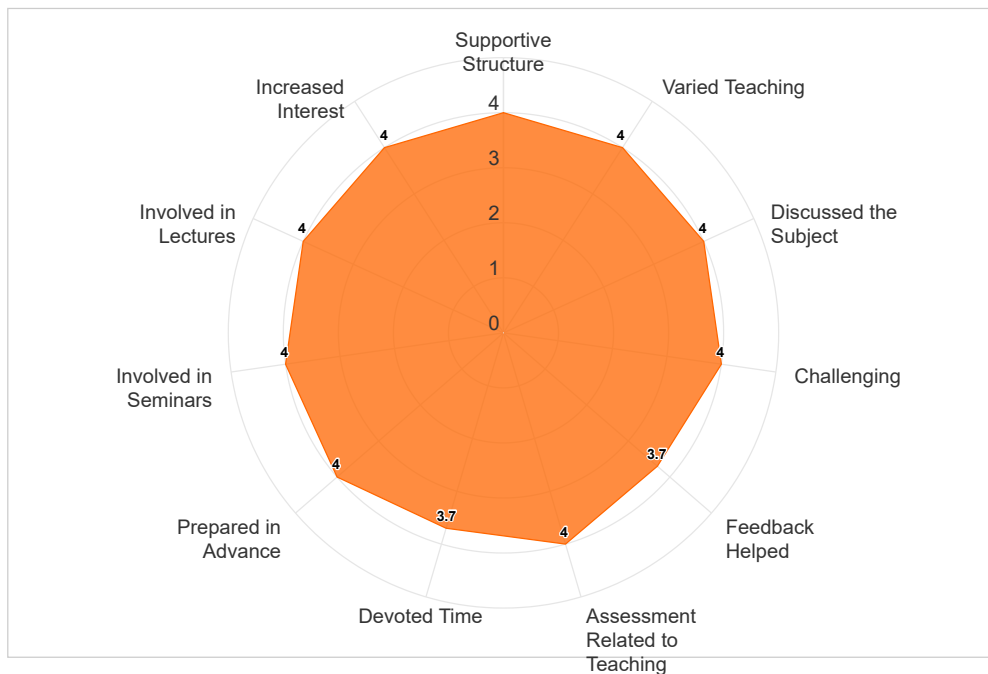 Supportive
Structure
Increased
Interest
Varied Teaching
4
4
4
3
Involved in
Lectures
4
2
4
Discussed the
Subject
1
0
Involved in
Seminars
4
4
Challenging
4
3.7
Prepared in
Advance
3.7
4
Feedback
Helped
Devoted Time
Assessment
Related to
Teaching